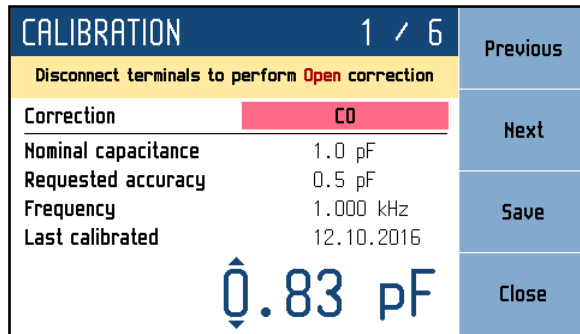 CALIBRATION 1 / 6
Disconnect terminals to perform Open correction
Correction C0
Nominal capacitance 1.0 pF
Requested accuracy 0.5 pF
Frequency 1.000 kHz
Last calibrated 12.10.2016
0.83 pF
Previous
Next
Save
Close